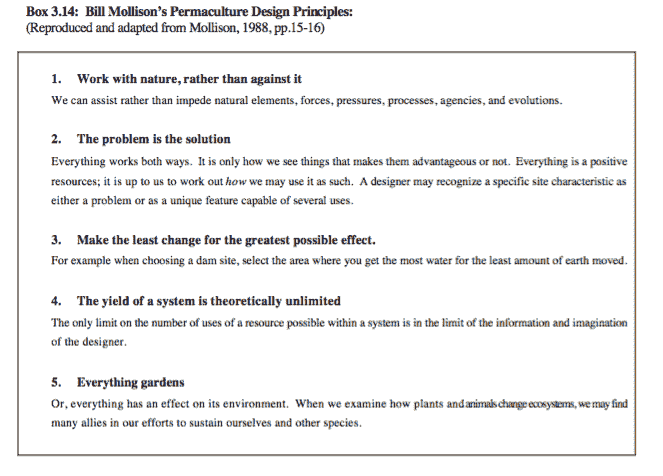 Box 3.14: Bill Mollison's Permaculture Design Principles:
(Reproduced and adapted from Mollison, 1988, pp.15-16)
1. Work with nature, rather than against it
We can assist rather than impede natural elements, forces, pressures, processes, agencies, and evolutions.
2. The problem is the solution
Everything works both ways. It is only how we see things that makes them advantageous or not. Everything is a positive
resources; it is up to us to work out how we may use it as such. A designer may recognize a specific site characteristic as
either a problem or as a unique feature capable of several uses.
3. Make the least change for the greatest possible effect.
For example when choosing a dam site, select the area where you get the most water for the least amount of earth moved.
4. The yield of a system is theoretically unlimited
The only limit on the number of uses of a resource possible within a system is in the limit of the information and imagination
of the designer.
5. Everything gardens
Or, everything has an effect on its environment. When we examine how plants and animals change ecosystems, we may find
many allies in our efforts to sustain ourselves and other species.